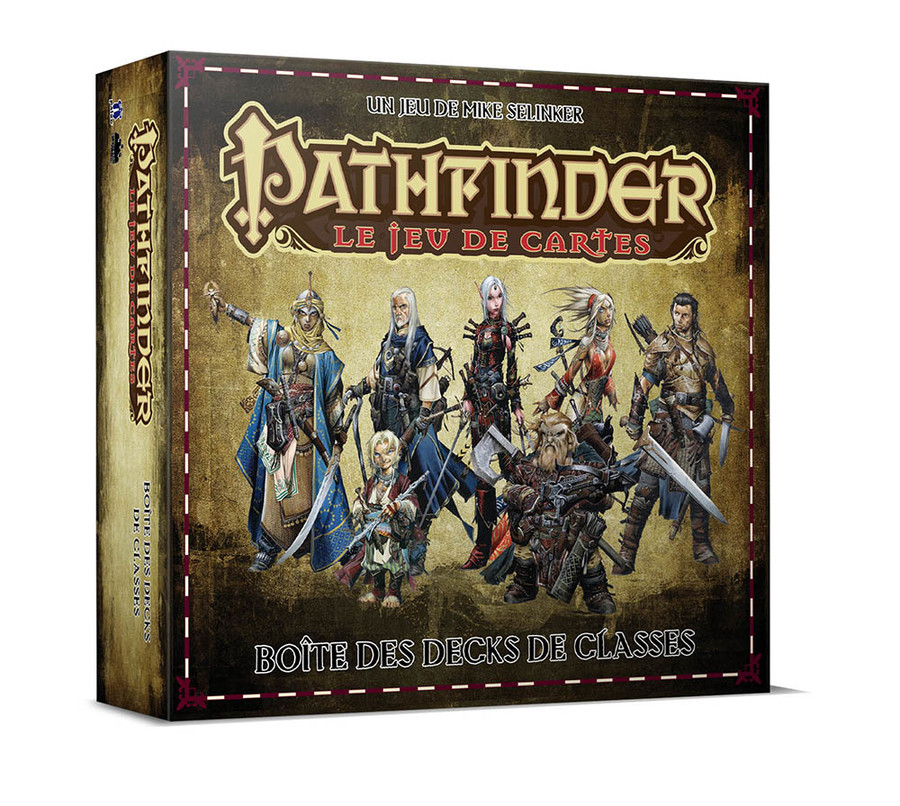 UN JEU DE MIKE SELINKER
PATHFINDER
LE JEU DE CARTES
BOÎTE DES DECKS DE CLASSES
PATHFINDER
LE JEU DE CARTES
BOÎTE DES DECKS
DE CLASSES